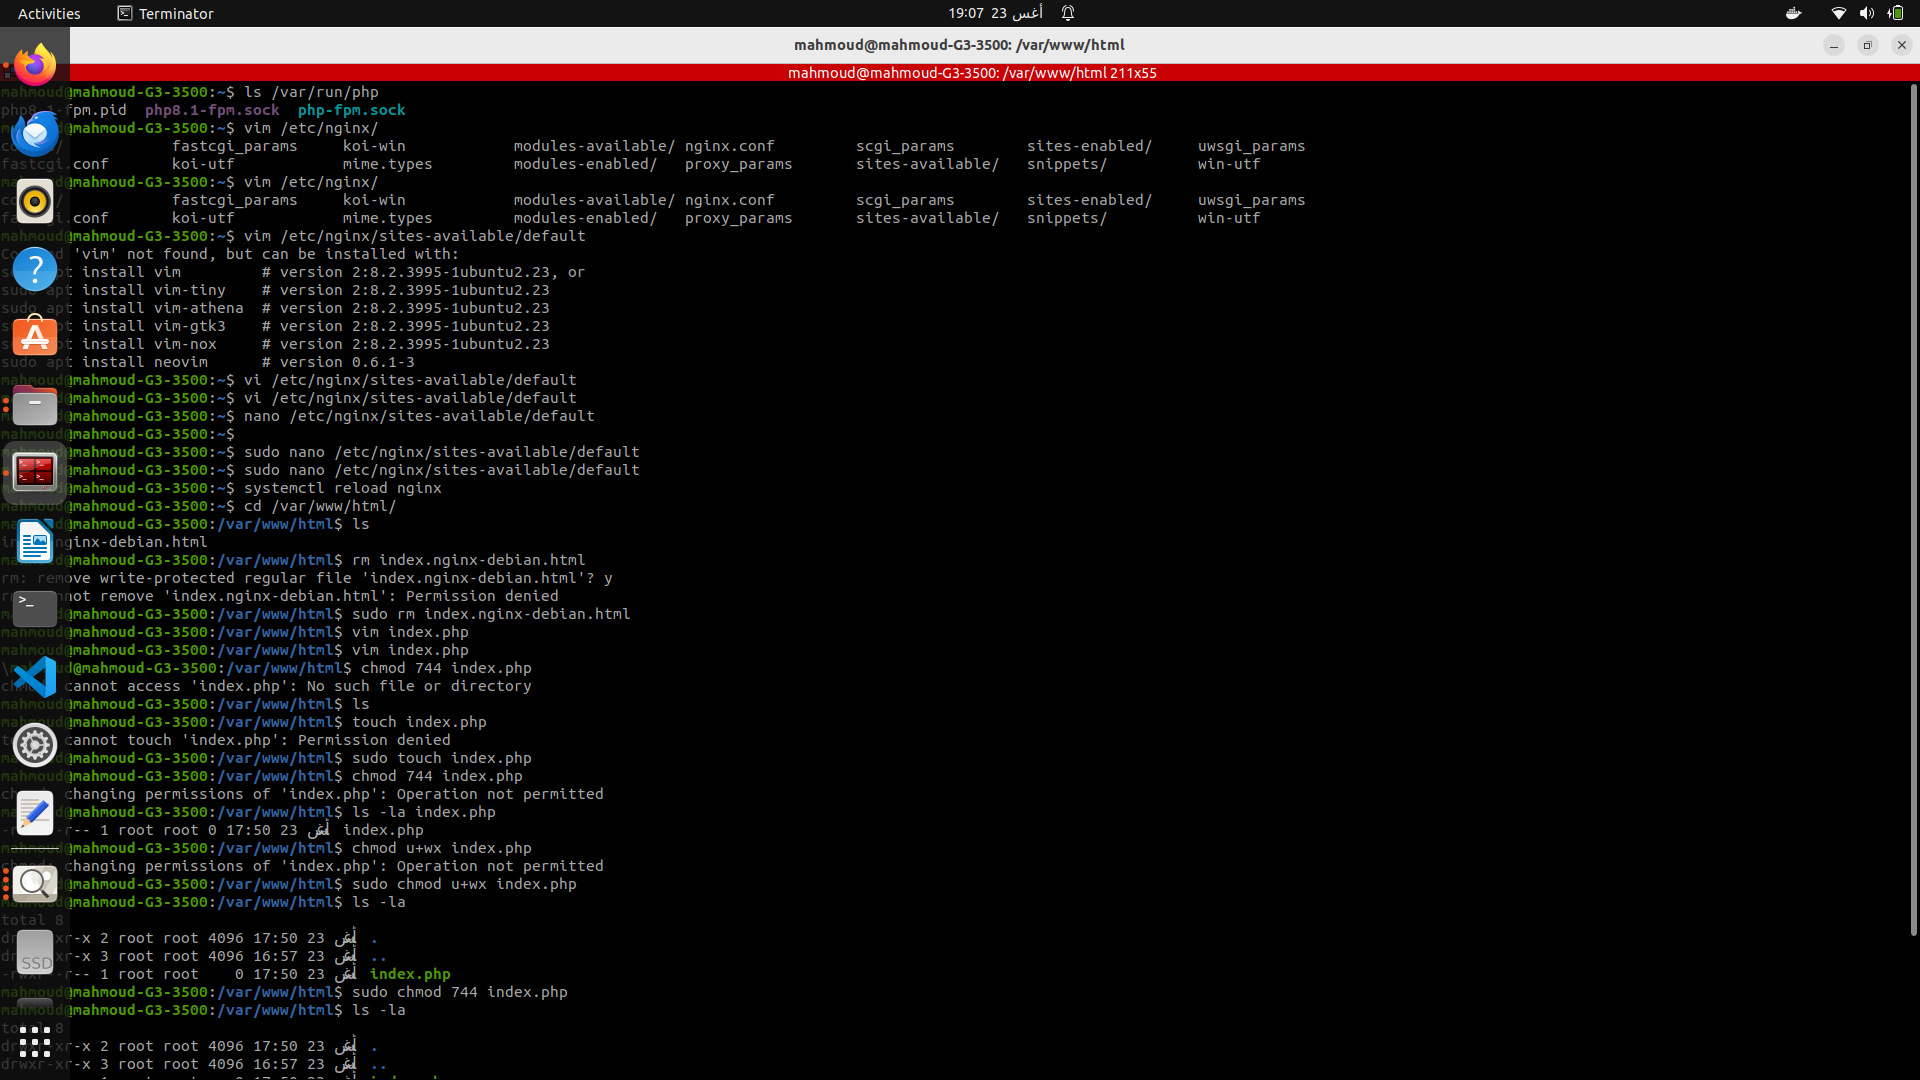 Activities Terminator 19:07 23 أغس
mahmoud@mahmoud-G3-3500: /var/www/html
mahmoud@mahmoud-G3-3500: /var/www/html 211x55
mahmoud@mahmoud-G3-3500:~$ ls /var/run/php
php8.1-fpm.pid php8.1-fpm.sock php-fpm.sock
mahmoud@mahmoud-G3-3500:~$ vim /etc/nginx/
fastcgi_params koi-win modules-available/ nginx.conf scgi_params sites-enabled/ uwsgi_params
fastcgi.conf koi-utf mime.types modules-enabled/ proxy_params sites-available/ snippets/ win-utf
mahmoud@mahmoud-G3-3500:~$ vim /etc/nginx/
fastcgi_params koi-win modules-available/ nginx.conf scgi_params sites-enabled/ uwsgi_params
fastcgi.conf koi-utf mime.types modules-enabled/ proxy_params sites-available/ snippets/ win-utf
mahmoud@mahmoud-G3-3500:~$ vim /etc/nginx/sites-available/default
Command 'vim' not found, but can be installed with:
sudo apt install vim # version 2:8.2.3995-1ubuntu2.23, or
sudo apt install vim-tiny # version 2:8.2.3995-1ubuntu2.23
sudo apt install vim-athena # version 2:8.2.3995-1ubuntu2.23
sudo apt install vim-gtk3 # version 2:8.2.3995-1ubuntu2.23
sudo apt install vim-nox # version 2:8.2.3995-1ubuntu2.23
sudo apt install neovim # version 0.6.1-3
mahmoud@mahmoud-G3-3500:~$ vi /etc/nginx/sites-available/default
mahmoud@mahmoud-G3-3500:~$ vi /etc/nginx/sites-available/default
mahmoud@mahmoud-G3-3500:~$ nano /etc/nginx/sites-available/default
mahmoud@mahmoud-G3-3500:~$
mahmoud@mahmoud-G3-3500:~$ sudo nano /etc/nginx/sites-available/default
mahmoud@mahmoud-G3-3500:~$ sudo nano /etc/nginx/sites-available/default
mahmoud@mahmoud-G3-3500:~$ systemctl reload nginx
mahmoud@mahmoud-G3-3500:~$ cd /var/www/html/
mahmoud@mahmoud-G3-3500:/var/www/html$ ls
index.nginx-debian.html
mahmoud@mahmoud-G3-3500:/var/www/html$ rm index.nginx-debian.html
rm: remove write-protected regular file 'index.nginx-debian.html'? y
rm: cannot remove 'index.nginx-debian.html': Permission denied
mahmoud@mahmoud-G3-3500:/var/www/html$ sudo rm index.nginx-debian.html
mahmoud@mahmoud-G3-3500:/var/www/html$ vim index.php
mahmoud@mahmoud-G3-3500:/var/www/html$ vim index.php
\mahmoud@mahmoud-G3-3500:/var/www/html$ chmod 744 index.php
chmod: cannot access 'index.php': No such file or directory
mahmoud@mahmoud-G3-3500:/var/www/html$ ls
mahmoud@mahmoud-G3-3500:/var/www/html$ touch index.php
touch: cannot touch 'index.php': Permission denied
mahmoud@mahmoud-G3-3500:/var/www/html$ sudo touch index.php
mahmoud@mahmoud-G3-3500:/var/www/html$ chmod 744 index.php
chmod: changing permissions of 'index.php': Operation not permitted
mahmoud@mahmoud-G3-3500:/var/www/html$ ls -la index.php
-rw-r--r-- 1 root root 0 17:50 23 أغس index.php
mahmoud@mahmoud-G3-3500:/var/www/html$ chmod u+wx index.php
chmod: changing permissions of 'index.php': Operation not permitted
mahmoud@mahmoud-G3-3500:/var/www/html$ sudo chmod u+wx index.php
mahmoud@mahmoud-G3-3500:/var/www/html$ ls -la
total 8
drwxr-xr-x 2 root root 4096 17:50 23 أغس .
drwxr-xr-x 3 root root 4096 16:57 23 أغس ..
-rwxr--r-- 1 root root 0 17:50 23 أغس index.php
mahmoud@mahmoud-G3-3500:/var/www/html$ sudo chmod 744 index.php
mahmoud@mahmoud-G3-3500:/var/www/html$ ls -la
total 8
drwxr-xr-x 2 root root 4096 17:50 23 أغس .
drwxr-xr-x 3 root root 4096 16:57 23 أغس ..
SSD